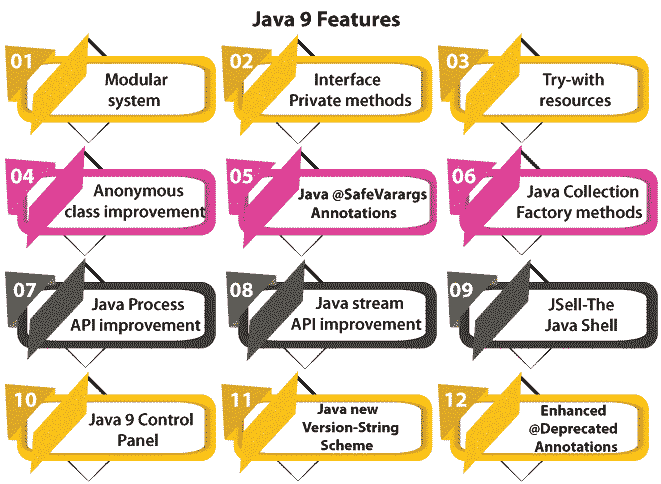 Java 9 Features
01
Modular
system
02
Interface
Private methods
03
Try-with
resources
04
Anonymous
class improvement
05
Java @SafeVarargs
Annotations
06
Java Collection
Factory methods
07
Java Process
API improvement
08
Java stream
API improvement
09
JSell-The
Java Shell
10
Java 9 Control
Panel
11
Java new
Version-String
Scheme
12
Enhanced
@Deprecated
Annotations